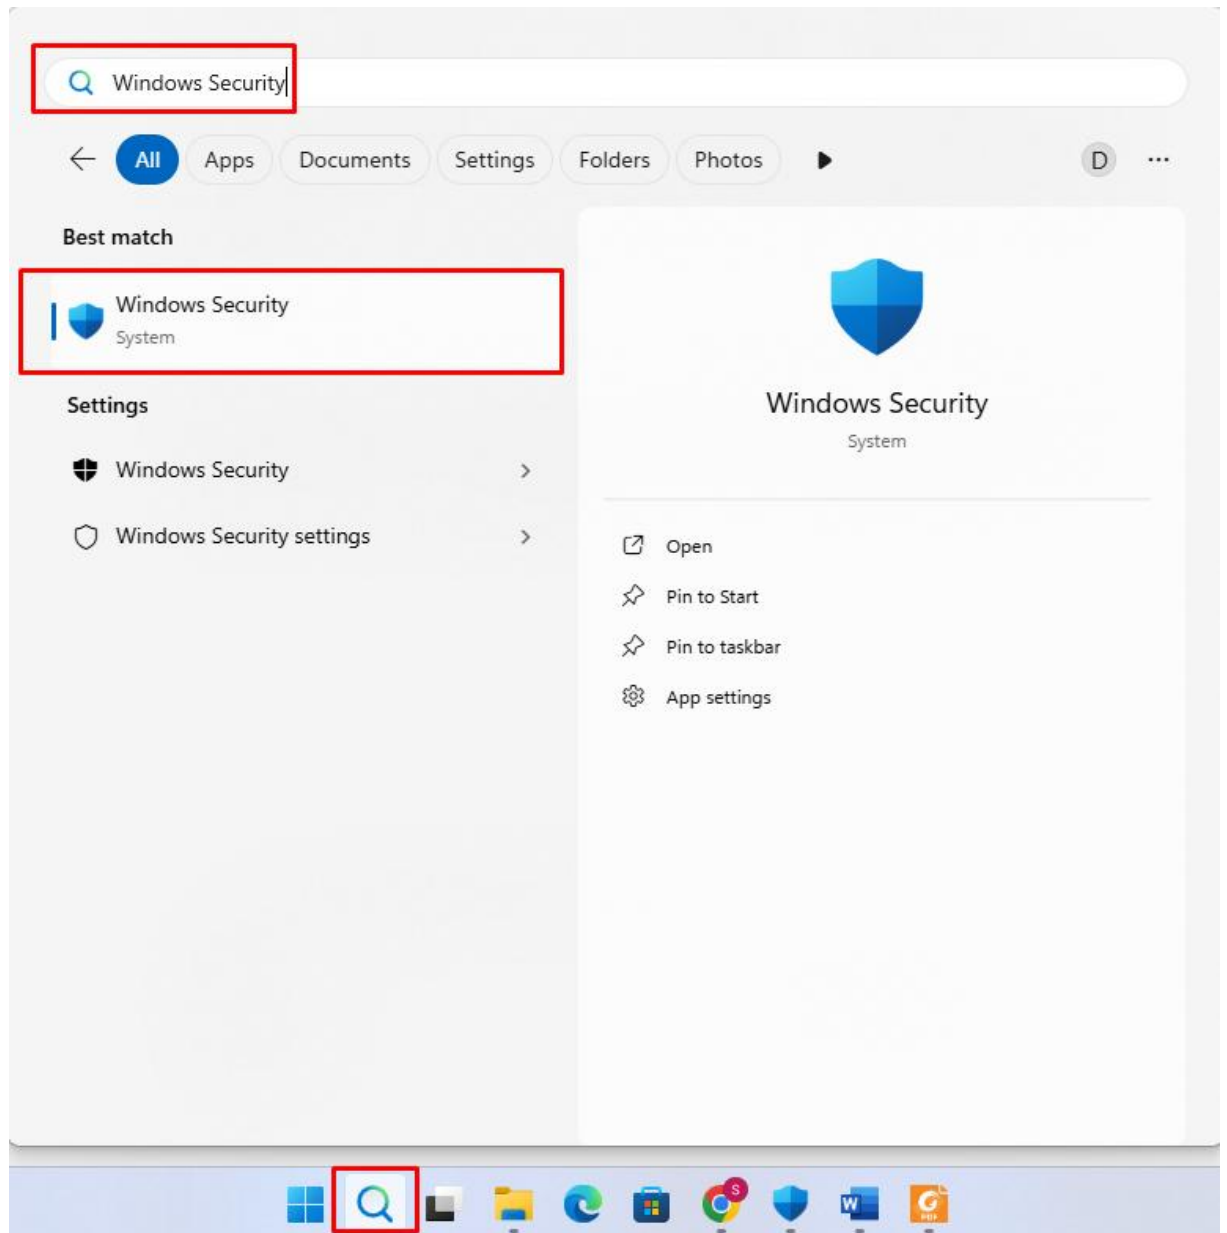 Windows Security
All Apps Documents Settings Folders Photos D
Best match
Windows Security
System
Settings
Windows Security
Windows Security settings
Windows Security
System
Open
Pin to Start
Pin to taskbar
App settings
S
W
G
PDF